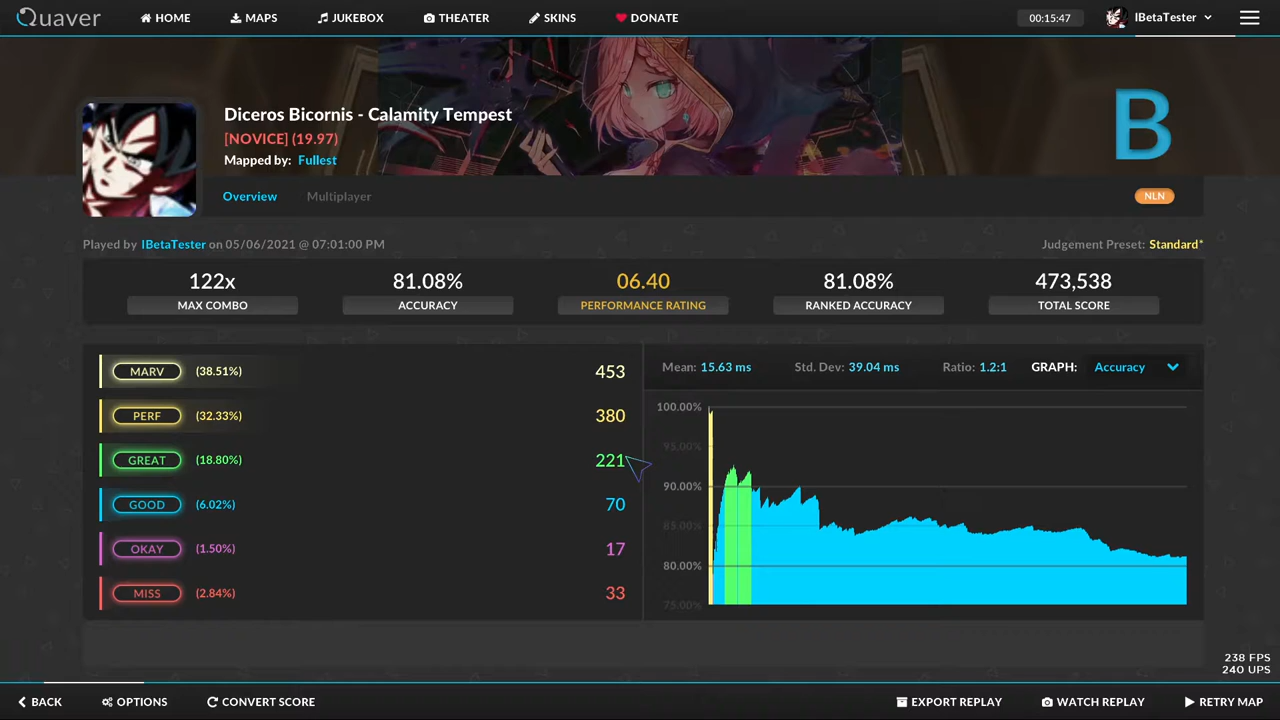 Quaver HOME MAPS JUKEBOX THEATER SKINS DONATE 00:15:47 IBetaTester
Diceros Bicornis - Calamity Tempest
[NOVICE] (19.97)
Mapped by: Fullest
B
Overview Multiplayer NLN
Played by IBetaTester on 05/06/2021 @ 07:01:00 PM Judgement Preset: Standard*
122x 81.08% 06.40 81.08% 473,538
MAX COMBO ACCURACY PERFORMANCE RATING RANKED ACCURACY TOTAL SCORE
MARV (38.51%) 453
PERF (32.33%) 380
GREAT (18.80%) 221
GOOD (6.02%) 70
OKAY (1.50%) 17
MISS (2.84%) 33
Mean: 15.63 ms Std. Dev: 39.04 ms Ratio: 1.2:1 GRAPH: Accuracy
100.00%
95.00%
90.00%
85.00%
80.00%
75.00%
238 FPS
240 UPS
BACK OPTIONS CONVERT SCORE EXPORT REPLAY WATCH REPLAY RETRY MAP